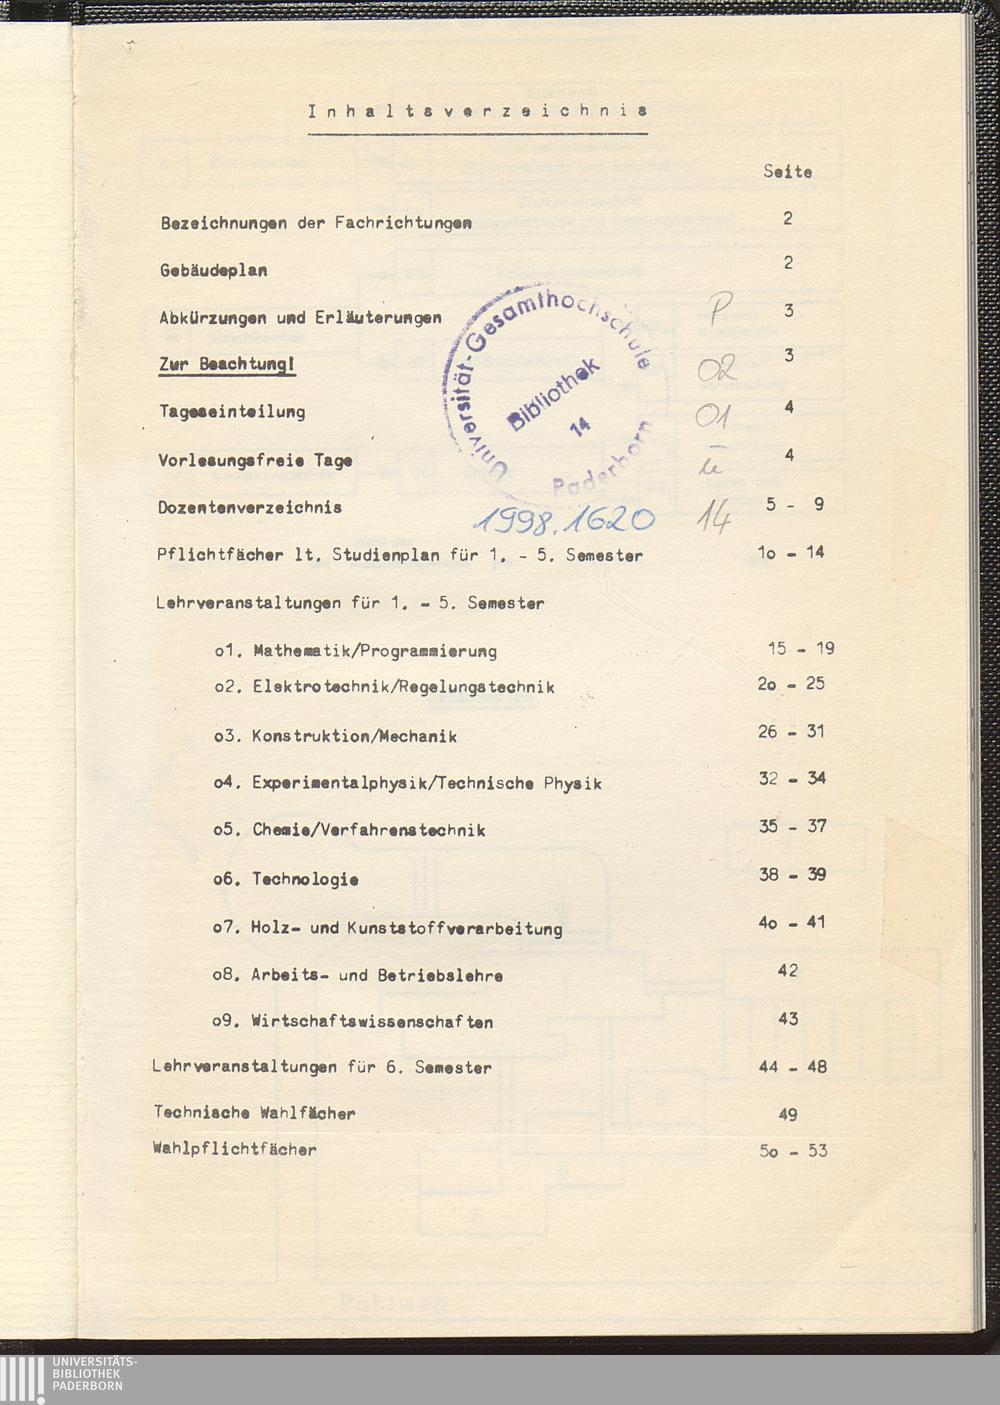 Inhaltsverzeichnis
Seite
Bezeichnungen der Fachrichtungen 2
Gebäudeplan 2
Abkürzungen und Erläuterungen P 3
Zur Beachtung! 02 3
Tageseinteilung 01 4
Vorlesungsfreie Tage 4
Dozentenverzeichnis 14 5 - 9
Universität-Gesamthochschule
Bibliothek
14
Paderborn
1998.1620
Pflichtfächer lt. Studienplan für 1. - 5. Semester 1o - 14
Lehrveranstaltungen für 1. - 5. Semester
o1. Mathematik/Programmierung 15 - 19
o2. Elektrotechnik/Regelungstechnik 2o - 25
o3. Konstruktion/Mechanik 26 - 31
o4. Experimentalphysik/Technische Physik 32 - 34
o5. Chemie/Verfahrenstechnik 35 - 37
o6. Technologie 38 - 39
o7. Holz- und Kunststoffverarbeitung 4o - 41
o8. Arbeits- und Betriebslehre 42
o9. Wirtschaftswissenschaften 43
Lehrveranstaltungen für 6. Semester 44 - 48
Technische Wahlfächer 49
Wahlpflichtfächer 5o - 53
UNIVERSITÄTS-
BIBLIOTHEK
PADERBORN